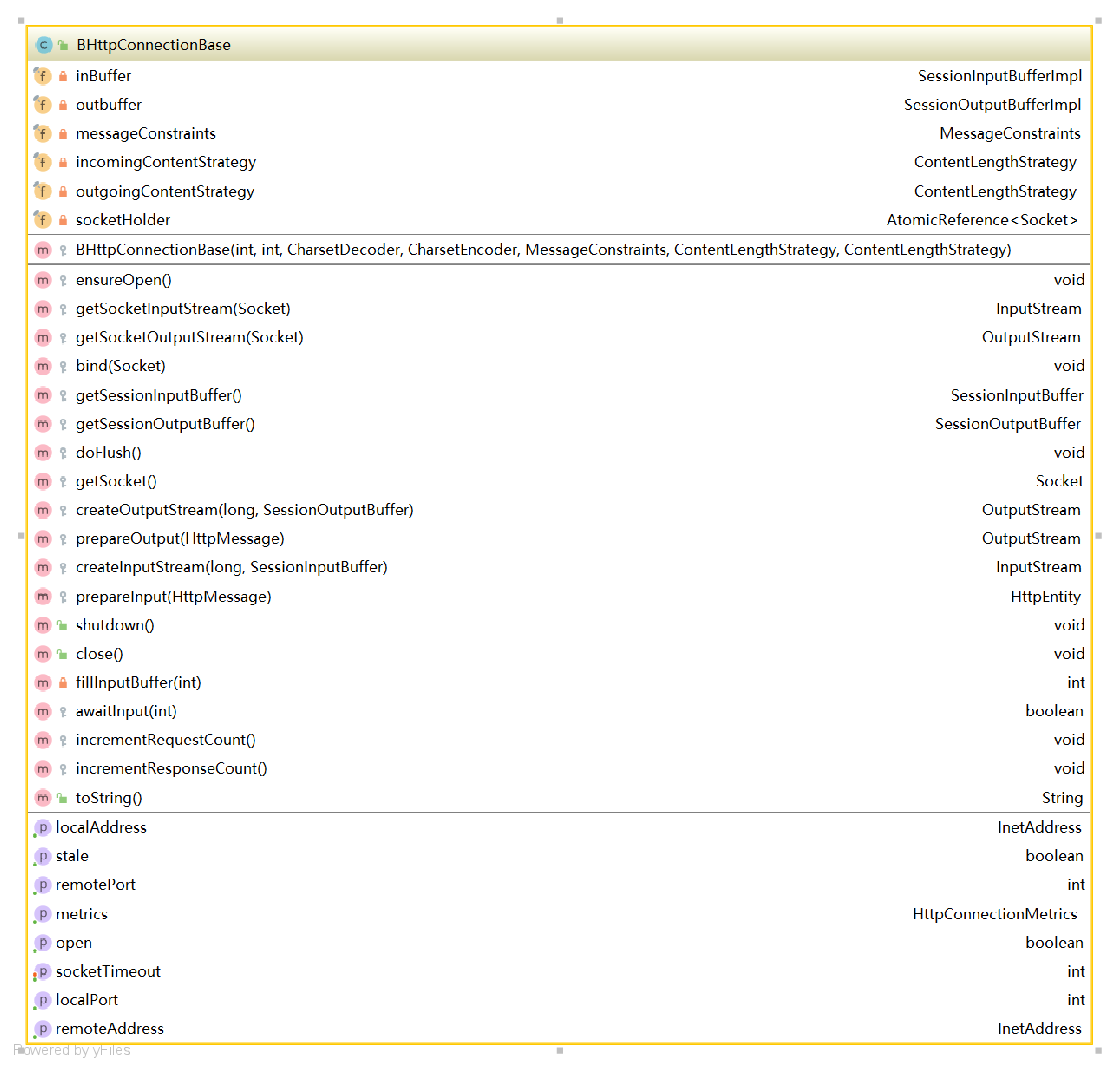 BHttpConnectionBase
inBuffer SessionInputBufferImpl
outbuffer SessionOutputBufferImpl
messageConstraints MessageConstraints
incomingContentStrategy ContentLengthStrategy
outgoingContentStrategy ContentLengthStrategy
socketHolder AtomicReference<Socket>
BHttpConnectionBase(int, int, CharsetDecoder, CharsetEncoder, MessageConstraints, ContentLengthStrategy, ContentLengthStrategy)
ensureOpen() void
getSocketInputStream(Socket) InputStream
getSocketOutputStream(Socket) OutputStream
bind(Socket) void
getSessionInputBuffer() SessionInputBuffer
getSessionOutputBuffer() SessionOutputBuffer
doFlush() void
getSocket() Socket
createOutputStream(long, SessionOutputBuffer) OutputStream
prepareOutput(HttpMessage) OutputStream
createInputStream(long, SessionInputBuffer) InputStream
prepareInput(HttpMessage) HttpEntity
shutdown() void
close() void
fillInputBuffer(int) int
awaitInput(int) boolean
incrementRequestCount() void
incrementResponseCount() void
toString() String
localAddress InetAddress
stale boolean
remotePort int
metrics HttpConnectionMetrics
open boolean
socketTimeout int
localPort int
remoteAddress InetAddress
Powered by yFiles